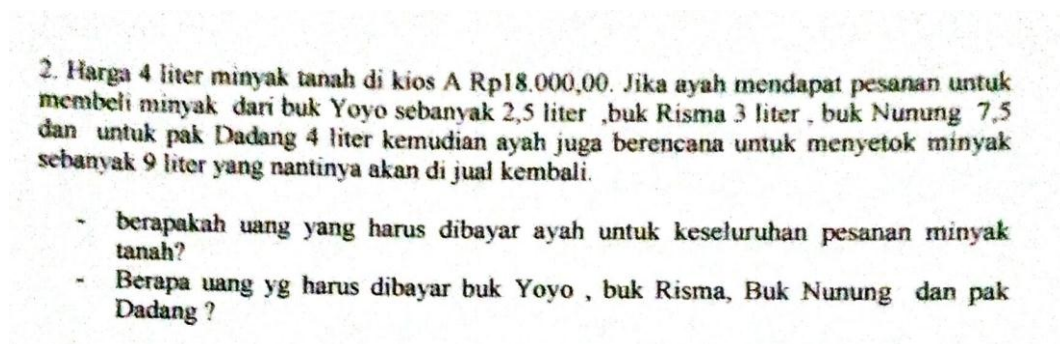 2. Harga 4 liter minyak tanah di kios A Rp18.000,00. Jika ayah mendapat pesanan untuk
membeli minyak dari buk Yoyo sebanyak 2,5 liter ,buk Risma 3 liter , buk Nunung 7,5
dan untuk pak Dadang 4 liter kemudian ayah juga berencana untuk menyetok minyak
sebanyak 9 liter yang nantinya akan di jual kembali.
- berapakah uang yang harus dibayar ayah untuk keseluruhan pesanan minyak
tanah?
- Berapa uang yg harus dibayar buk Yoyo , buk Risma, Buk Nunung dan pak
Dadang ?